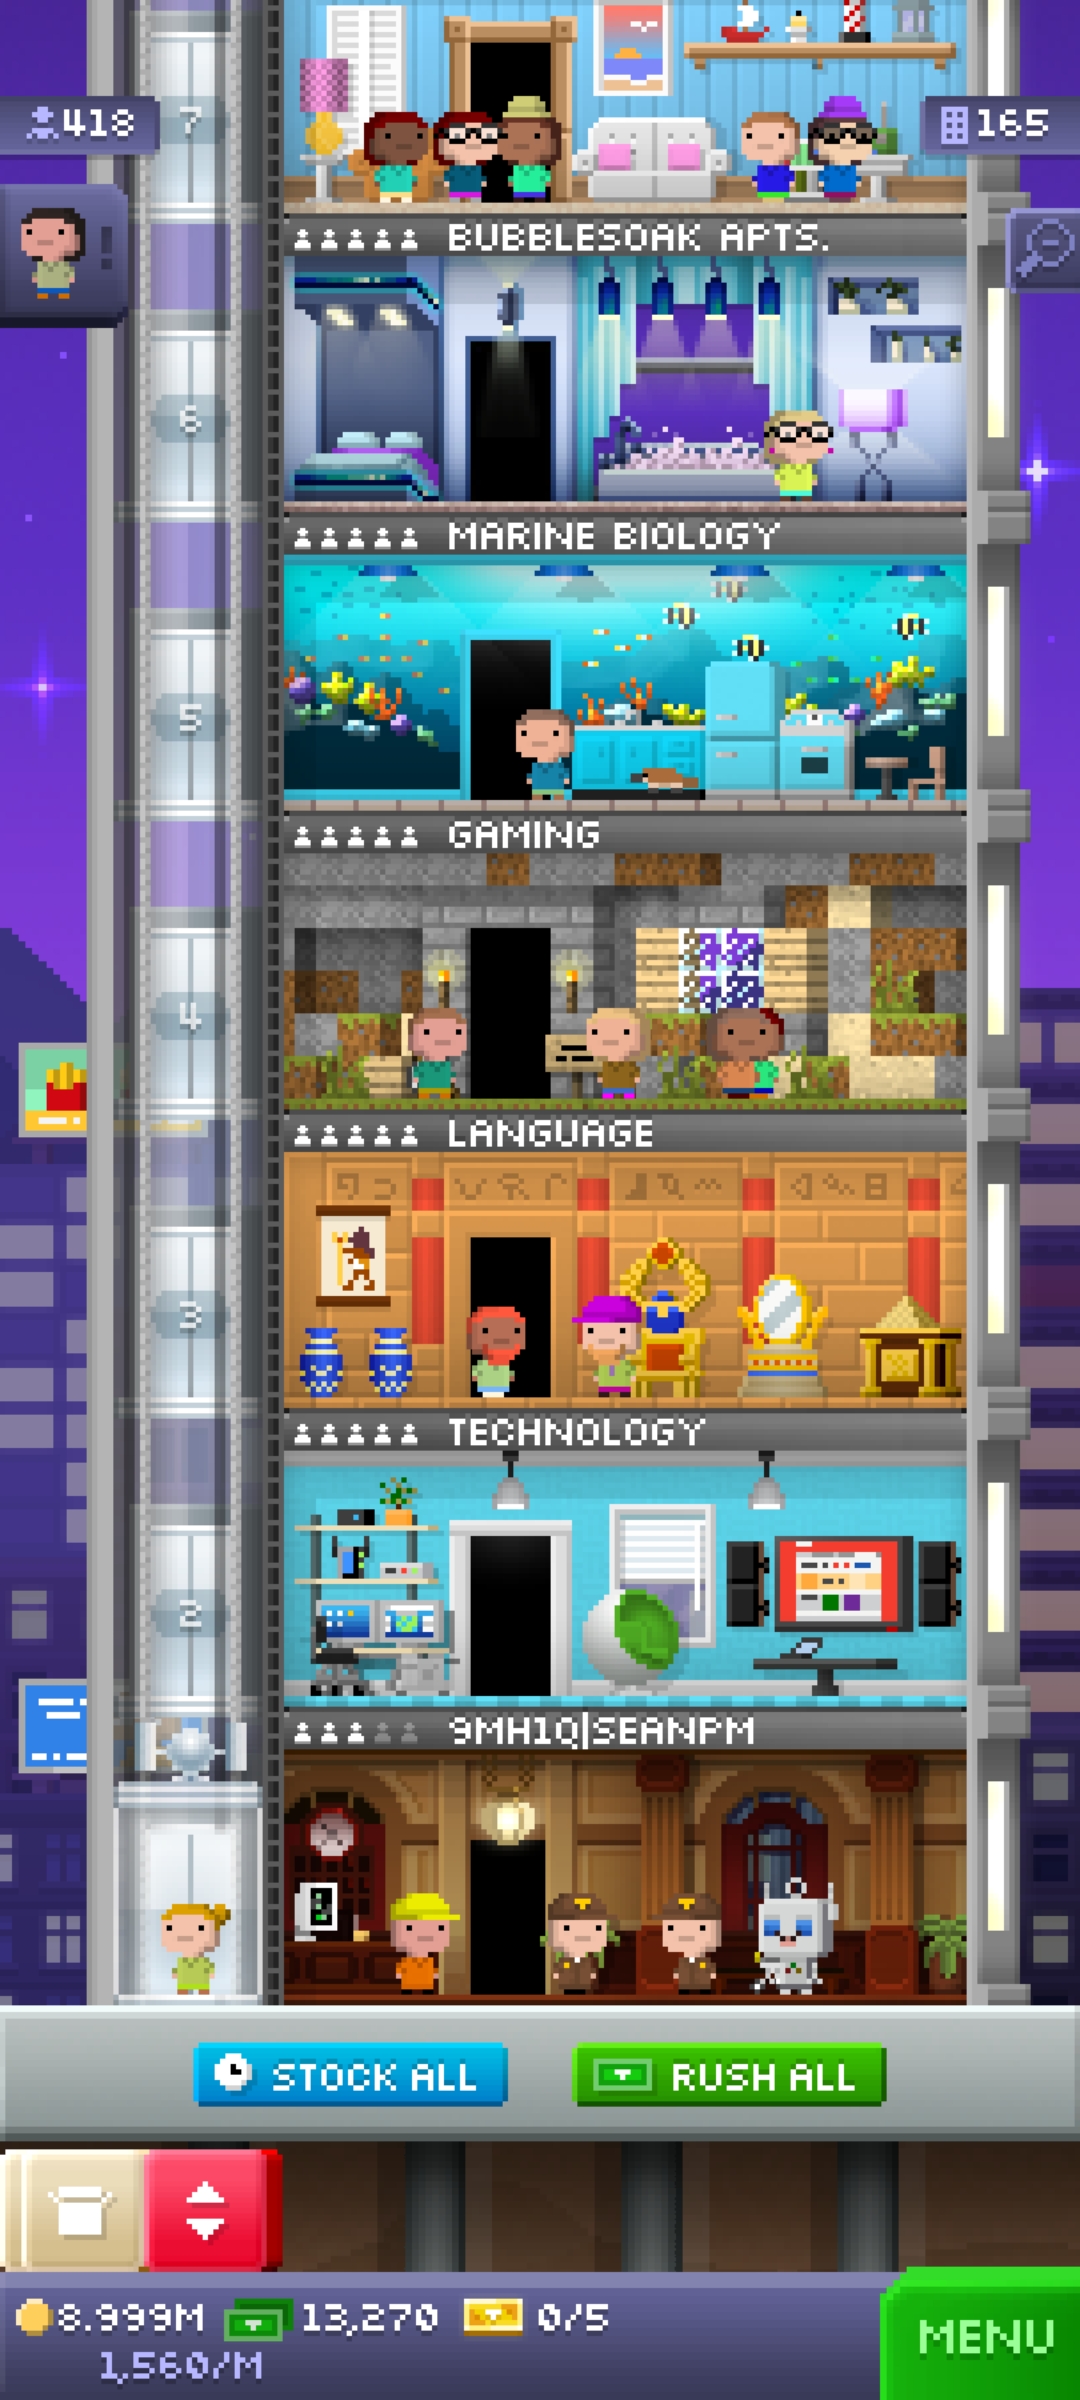 7
418
165
BUBBLESOAK APTS.
6
MARINE BIOLOGY
5
GAMING
4
LANGUAGE
3
TECHNOLOGY
2
9MH1Q|SEANPM
STOCK ALL
RUSH ALL
8.999M 13,270 0/5
1,560/M
MENU